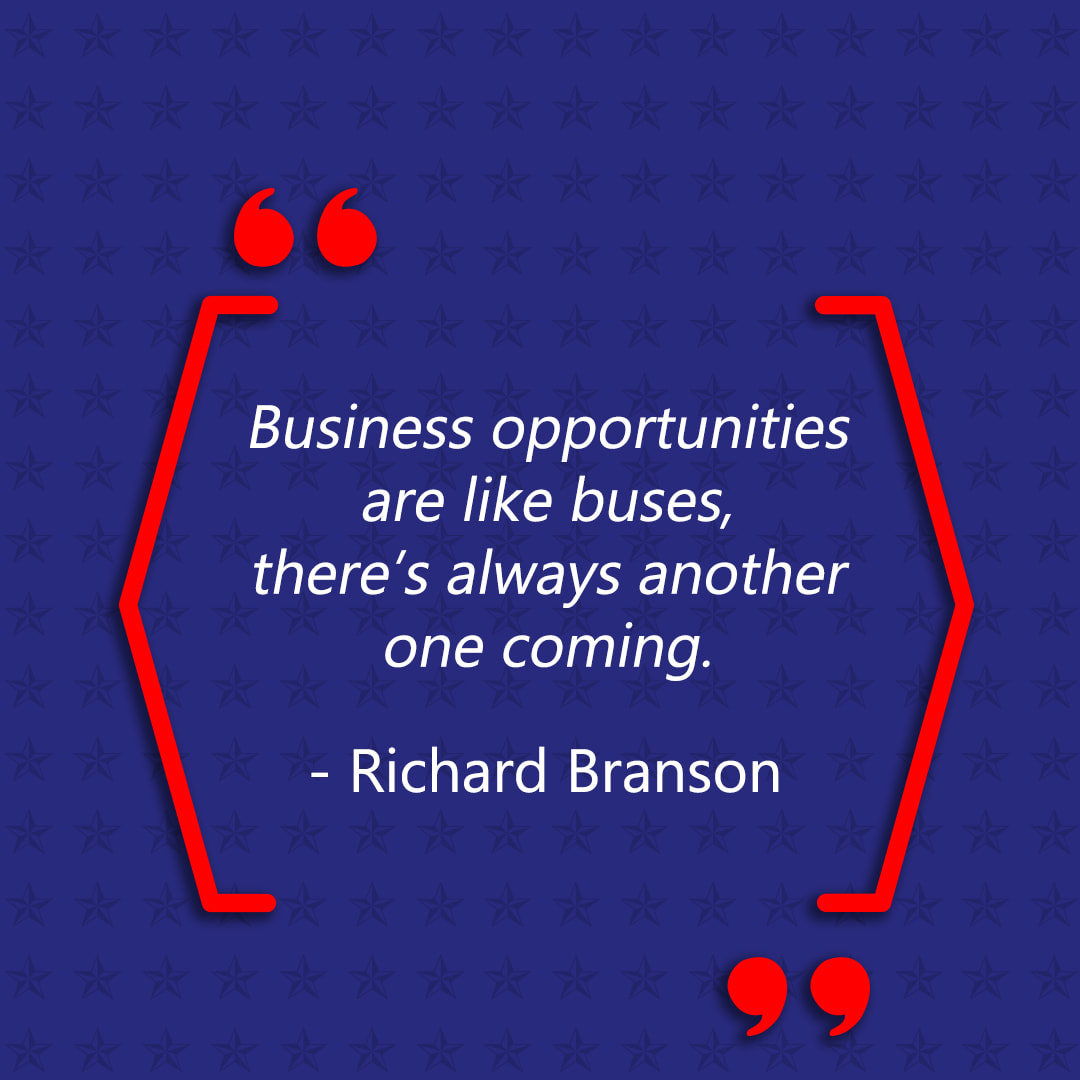 “
Business opportunities
are like buses,
there’s always another
one coming.
- Richard Branson
”